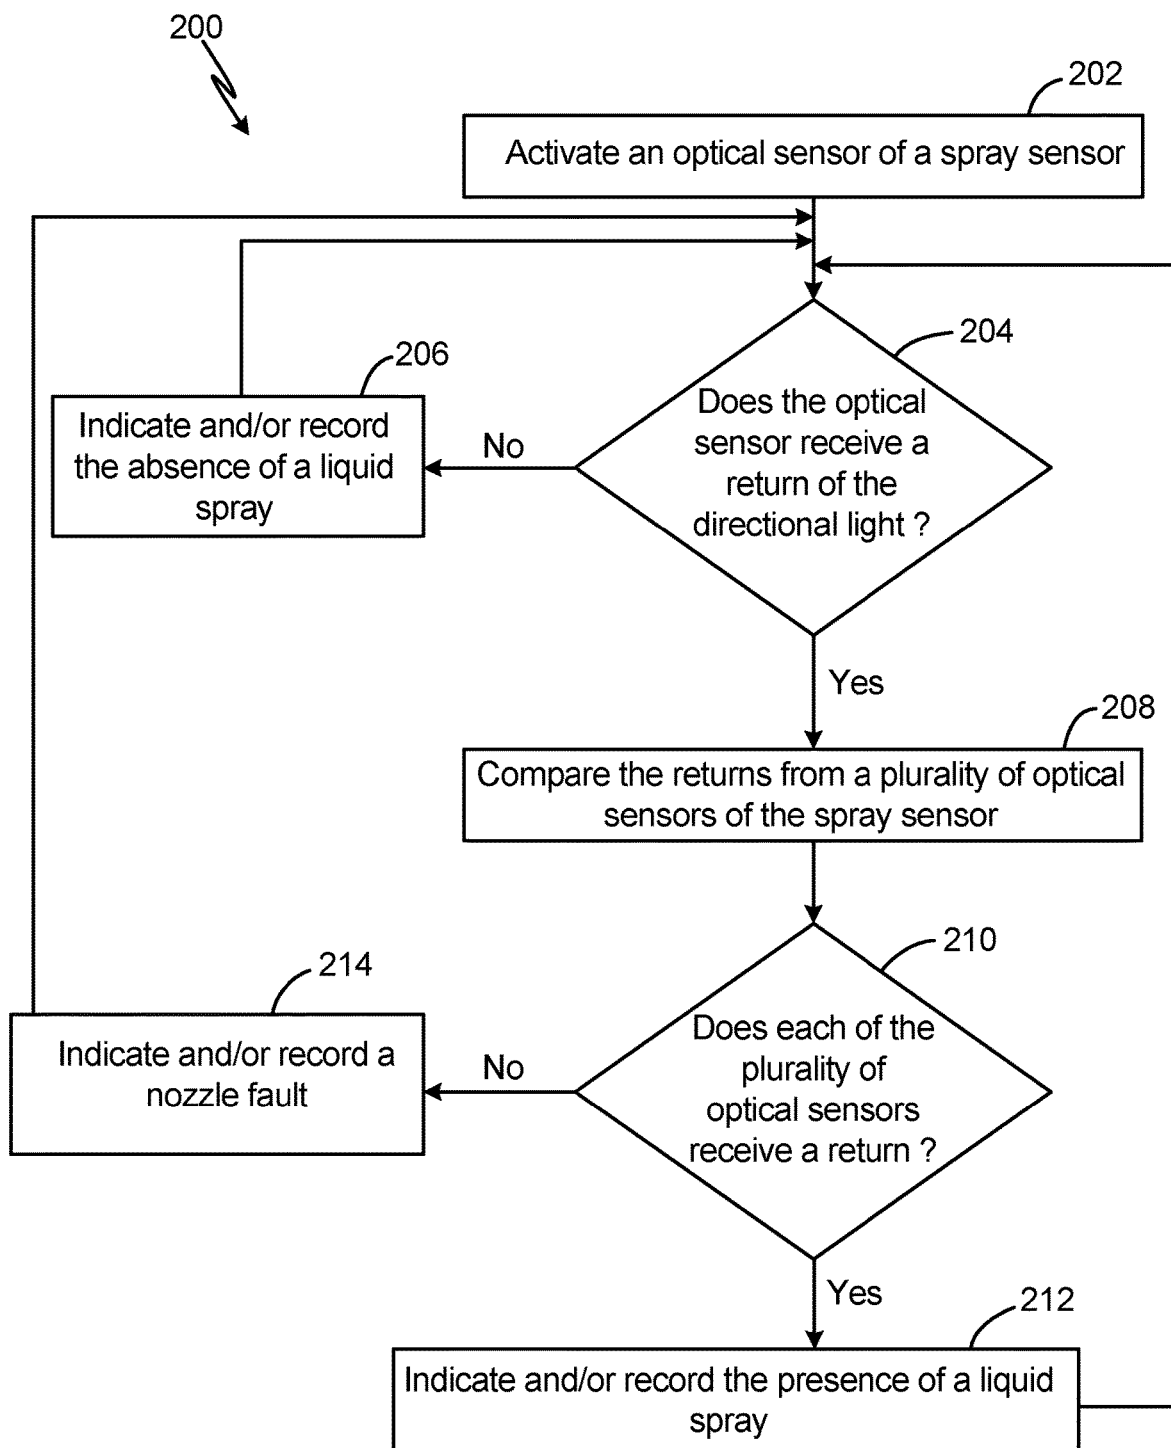 200
202
Activate an optical sensor of a spray sensor
204
Does the optical
sensor receive a
return of the
directional light ?
206
Indicate and/or record
the absence of a liquid
spray
No
Yes
208
Compare the returns from a plurality of optical
sensors of the spray sensor
210
Does each of the
plurality of
optical sensors
receive a return ?
214
Indicate and/or record a
nozzle fault
No
Yes
212
Indicate and/or record the presence of a liquid
spray